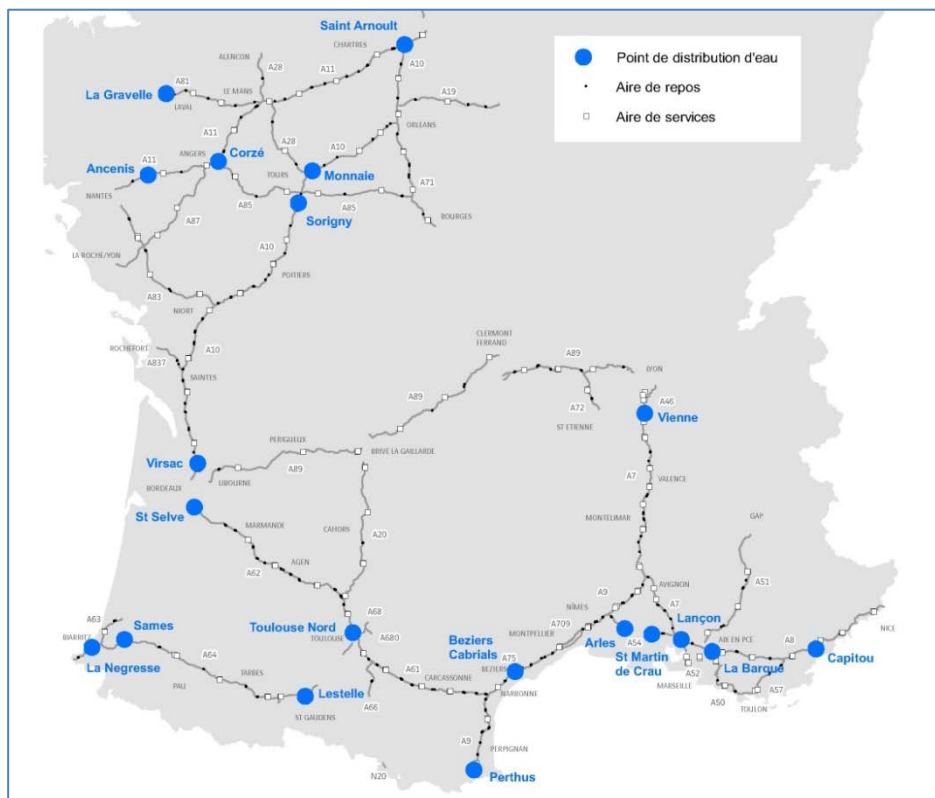 Saint Arnoult
Point de distribution d'eau
Aire de repos
Aire de services
ALENCON
A28
CHARTRES
A11
A10
La Gravelle
A81
LAVAL
LE MANS
A19
ORLEANS
A11
A28
A10
Ancenis
A11
ANGERS
Corzé
TOURS
Monnaie
A71
NANTES
A87
A85
A85
Sorigny
BOURGES
LA ROCHE/YON
A10
POITIERS
A83
NIORT
ROCHEFORT
A837
A10
SAINTES
CLERMONT
FERRAND
A89
LYON
A46
A89
A72
ST ETIENNE
Vienne
PERIGUEUX
BRIVE LA GAILLARDE
Virsac
LIBOURNE
A89
A7
VALENCE
BORDEAUX
St Selve
MARMANDE
CAHORS
A20
MONTELIMAR
GAP
AGEN
A62
A51
AVIGNON
A9
A7
NÎMES
A68
A63
BIARRITZ
Sames
Toulouse Nord
TOULOUSE
A680
A709
MONTPELLIER
Lançon
AIX EN PCE
A8
NICE
La Negresse
A64
TARBES
PAU
Beziers
Cabrials
A75
BEZIERS
Arles
A54
St Martin
de Crau
A52
La Barque
Capitou
A61
CARCASSONNE
NARBONNE
MARSEILLE
A50
A57
TOULON
Lestelle
ST GAUDENS
A66
A9
PERPIGNAN
N20
Perthus